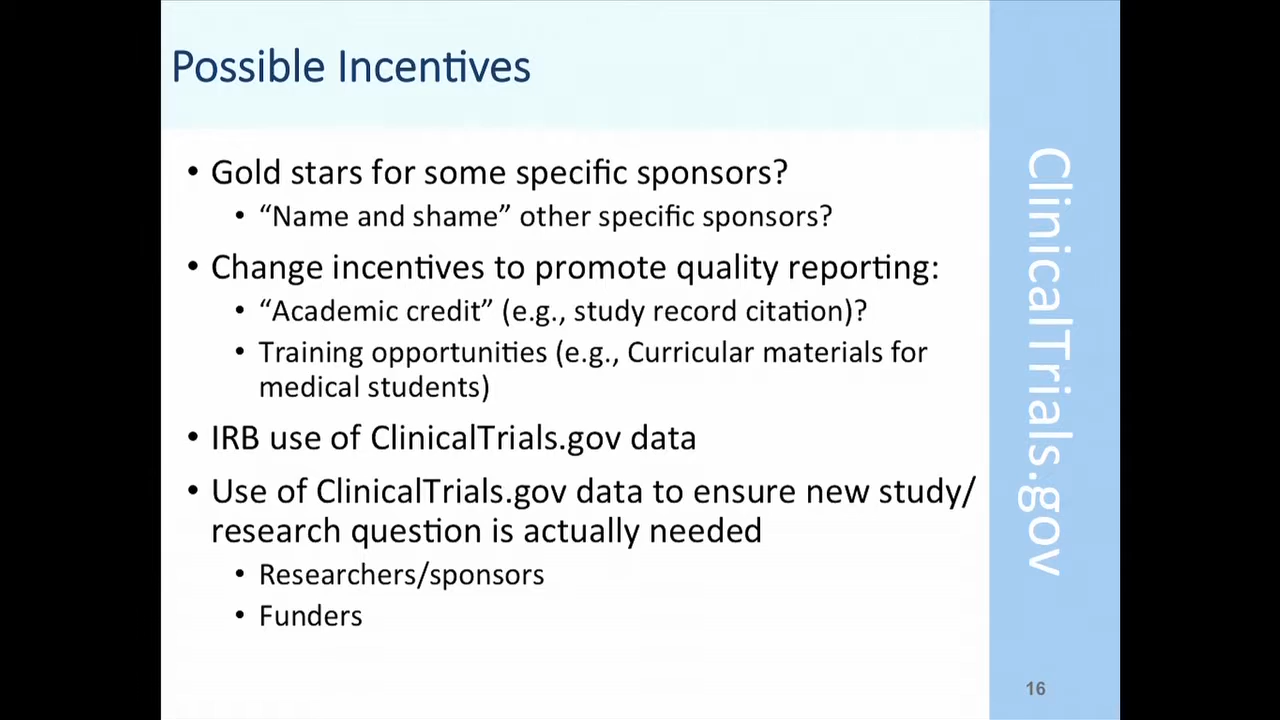 Possible Incentives
• Gold stars for some specific sponsors?
• “Name and shame” other specific sponsors?
• Change incentives to promote quality reporting:
• “Academic credit” (e.g., study record citation)?
• Training opportunities (e.g., Curricular materials for
medical students)
• IRB use of ClinicalTrials.gov data
• Use of ClinicalTrials.gov data to ensure new study/
research question is actually needed
• Researchers/sponsors
• Funders
ClinicalTrials.gov
16